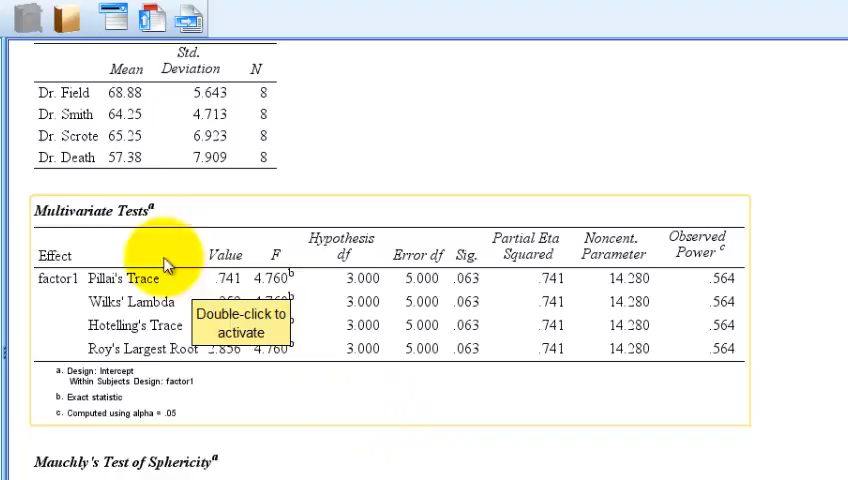 Mean Std. Deviation N
Dr. Field 68.88 5.643 8
Dr. Smith 64.25 4.713 8
Dr. Scrote 65.25 6.923 8
Dr. Death 57.38 7.909 8
Multivariate Testsa
Effect Value F Hypothesis df Error df Sig. Partial Eta Squared Noncent. Parameter Observed Power c
factor1 Pillai's Trace .741 4.760b 3.000 5.000 .063 .741 14.280 .564
Wilks' Lambda 3.000 5.000 .063 .741 14.280 .564
Hotelling's Trace 3.000 5.000 .063 .741 14.280 .564
Roy's Largest Root 2.856 4.760b 3.000 5.000 .063 .741 14.280 .564
Double-click to
activate
a. Design: Intercept
Within Subjects Design: factor1
b. Exact statistic
c. Computed using alpha = .05
Mauchly's Test of Sphericitya